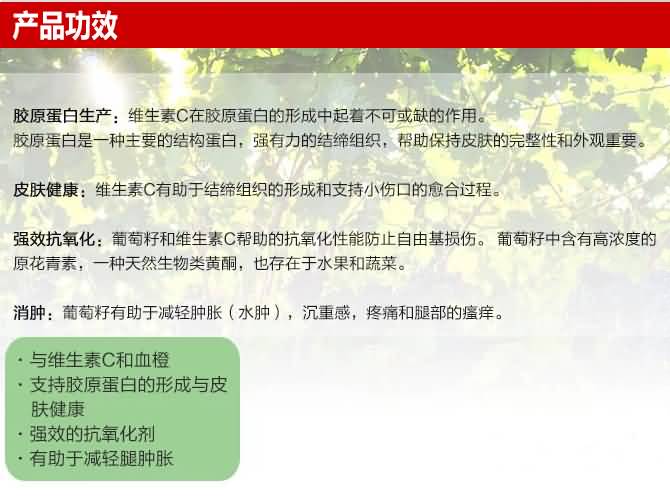 产品功效
胶原蛋白生产：维生素C在胶原蛋白的形成中起着不可或缺的作用。
胶原蛋白是一种主要的结构蛋白，强有力的结缔组织，帮助保持皮肤的完整性和外观重要。
皮肤健康：维生素C有助于结缔组织的形成和支持小伤口的愈合过程。
强效抗氧化：葡萄籽和维生素C帮助的抗氧化性能防止自由基损伤。 葡萄籽中含有高浓度的
原花青素，一种天然生物类黄酮，也存在于水果和蔬菜。
消肿：葡萄籽有助于减轻肿胀（水肿），沉重感，疼痛和腿部的瘙痒。
· 与维生素C和血橙
· 支持胶原蛋白的形成与皮
肤健康
· 强效的抗氧化剂
· 有助于减轻腿肿胀